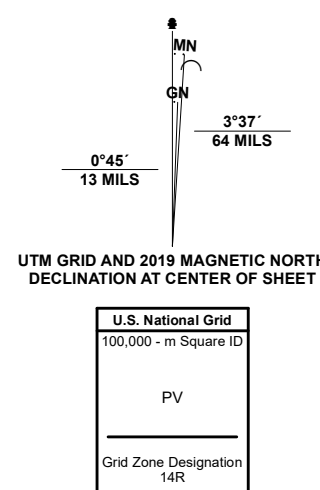 MN
GN
3°37´
64 MILS
0°45´
13 MILS
UTM GRID AND 2019 MAGNETIC NORTH
DECLINATION AT CENTER OF SHEET
U.S. National Grid
100,000 - m Square ID
PV
Grid Zone Designation
14R